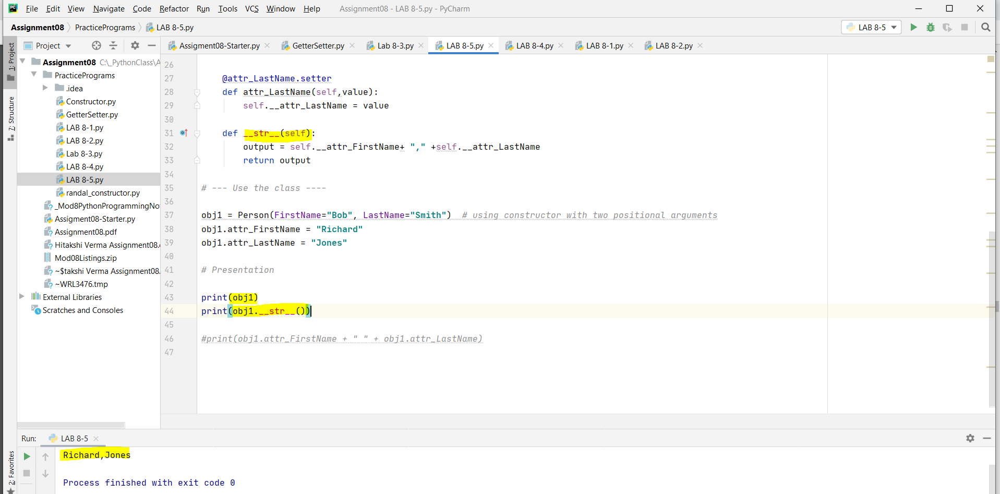 File Edit View Navigate Code Refactor Run Tools VCS Window Help Assignment08 - LAB 8-5.py - PyCharm
Assignment08 PracticePrograms LAB 8-5.py LAB 8-5
Project
Assigment08-Starter.py GetterSetter.py Lab 8-3.py LAB 8-5.py LAB 8-4.py LAB 8-1.py LAB 8-2.py
1: Project
7: Structure
2: Favorites
Assignment08 C:\_PythonClass\A
PracticePrograms
.idea
Constructor.py
GetterSetter.py
LAB 8-1.py
LAB 8-2.py
Lab 8-3.py
LAB 8-4.py
LAB 8-5.py
randal_constructor.py
_Mod8PythonProgrammingNo
Assigment08-Starter.py
Assignment08.pdf
Hitakshi Verma Assignment08.
Mod08Listings.zip
~$takshi Verma Assignment08.
~WRL3476.tmp
External Libraries
Scratches and Consoles
26
27 @attr_LastName.setter
28 def attr_LastName(self,value):
29 self.__attr_LastName = value
30
31 def __str__(self):
32 output = self.__attr_FirstName+ "," +self.__attr_LastName
33 return output
34
35 # --- Use the class ----
36
37 obj1 = Person(FirstName="Bob", LastName="Smith")  # using constructor with two positional arguments
38 obj1.attr_FirstName = "Richard"
39 obj1.attr_LastName = "Jones"
40
41 # Presentation
42
43 print(obj1)
44 print(obj1.__str__())
45
46 #print(obj1.attr_FirstName + " " + obj1.attr_LastName)
47
Run: LAB 8-5
Richard,Jones
Process finished with exit code 0